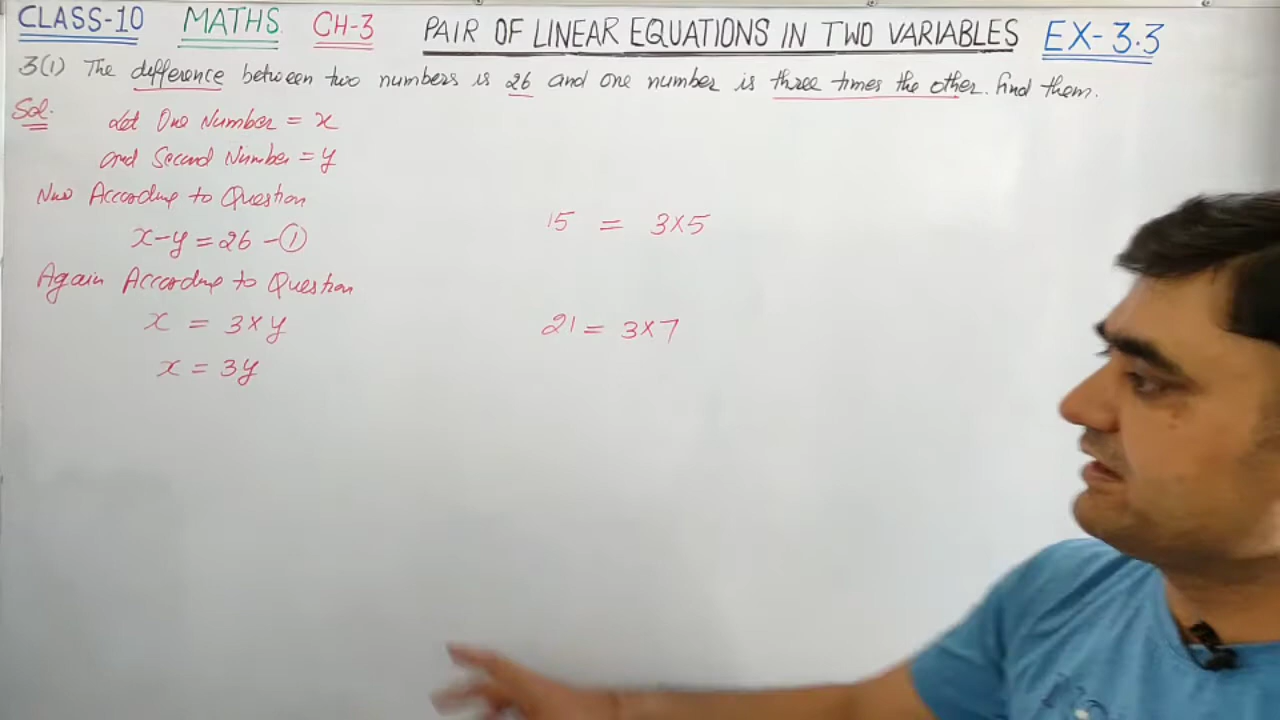 CLASS-10 MATHS CH-3 PAIR OF LINEAR EQUATIONS IN TWO VARIABLES EX-3.3
3(1) The difference between two numbers is 26 and one number is three times the other. Find them.
Sol. Let One Number = x
and Second Number = y
Now According to Question
x-y = 26 -①
Again According to Question
x = 3×y
x = 3y
15 = 3×5
21 = 3×7